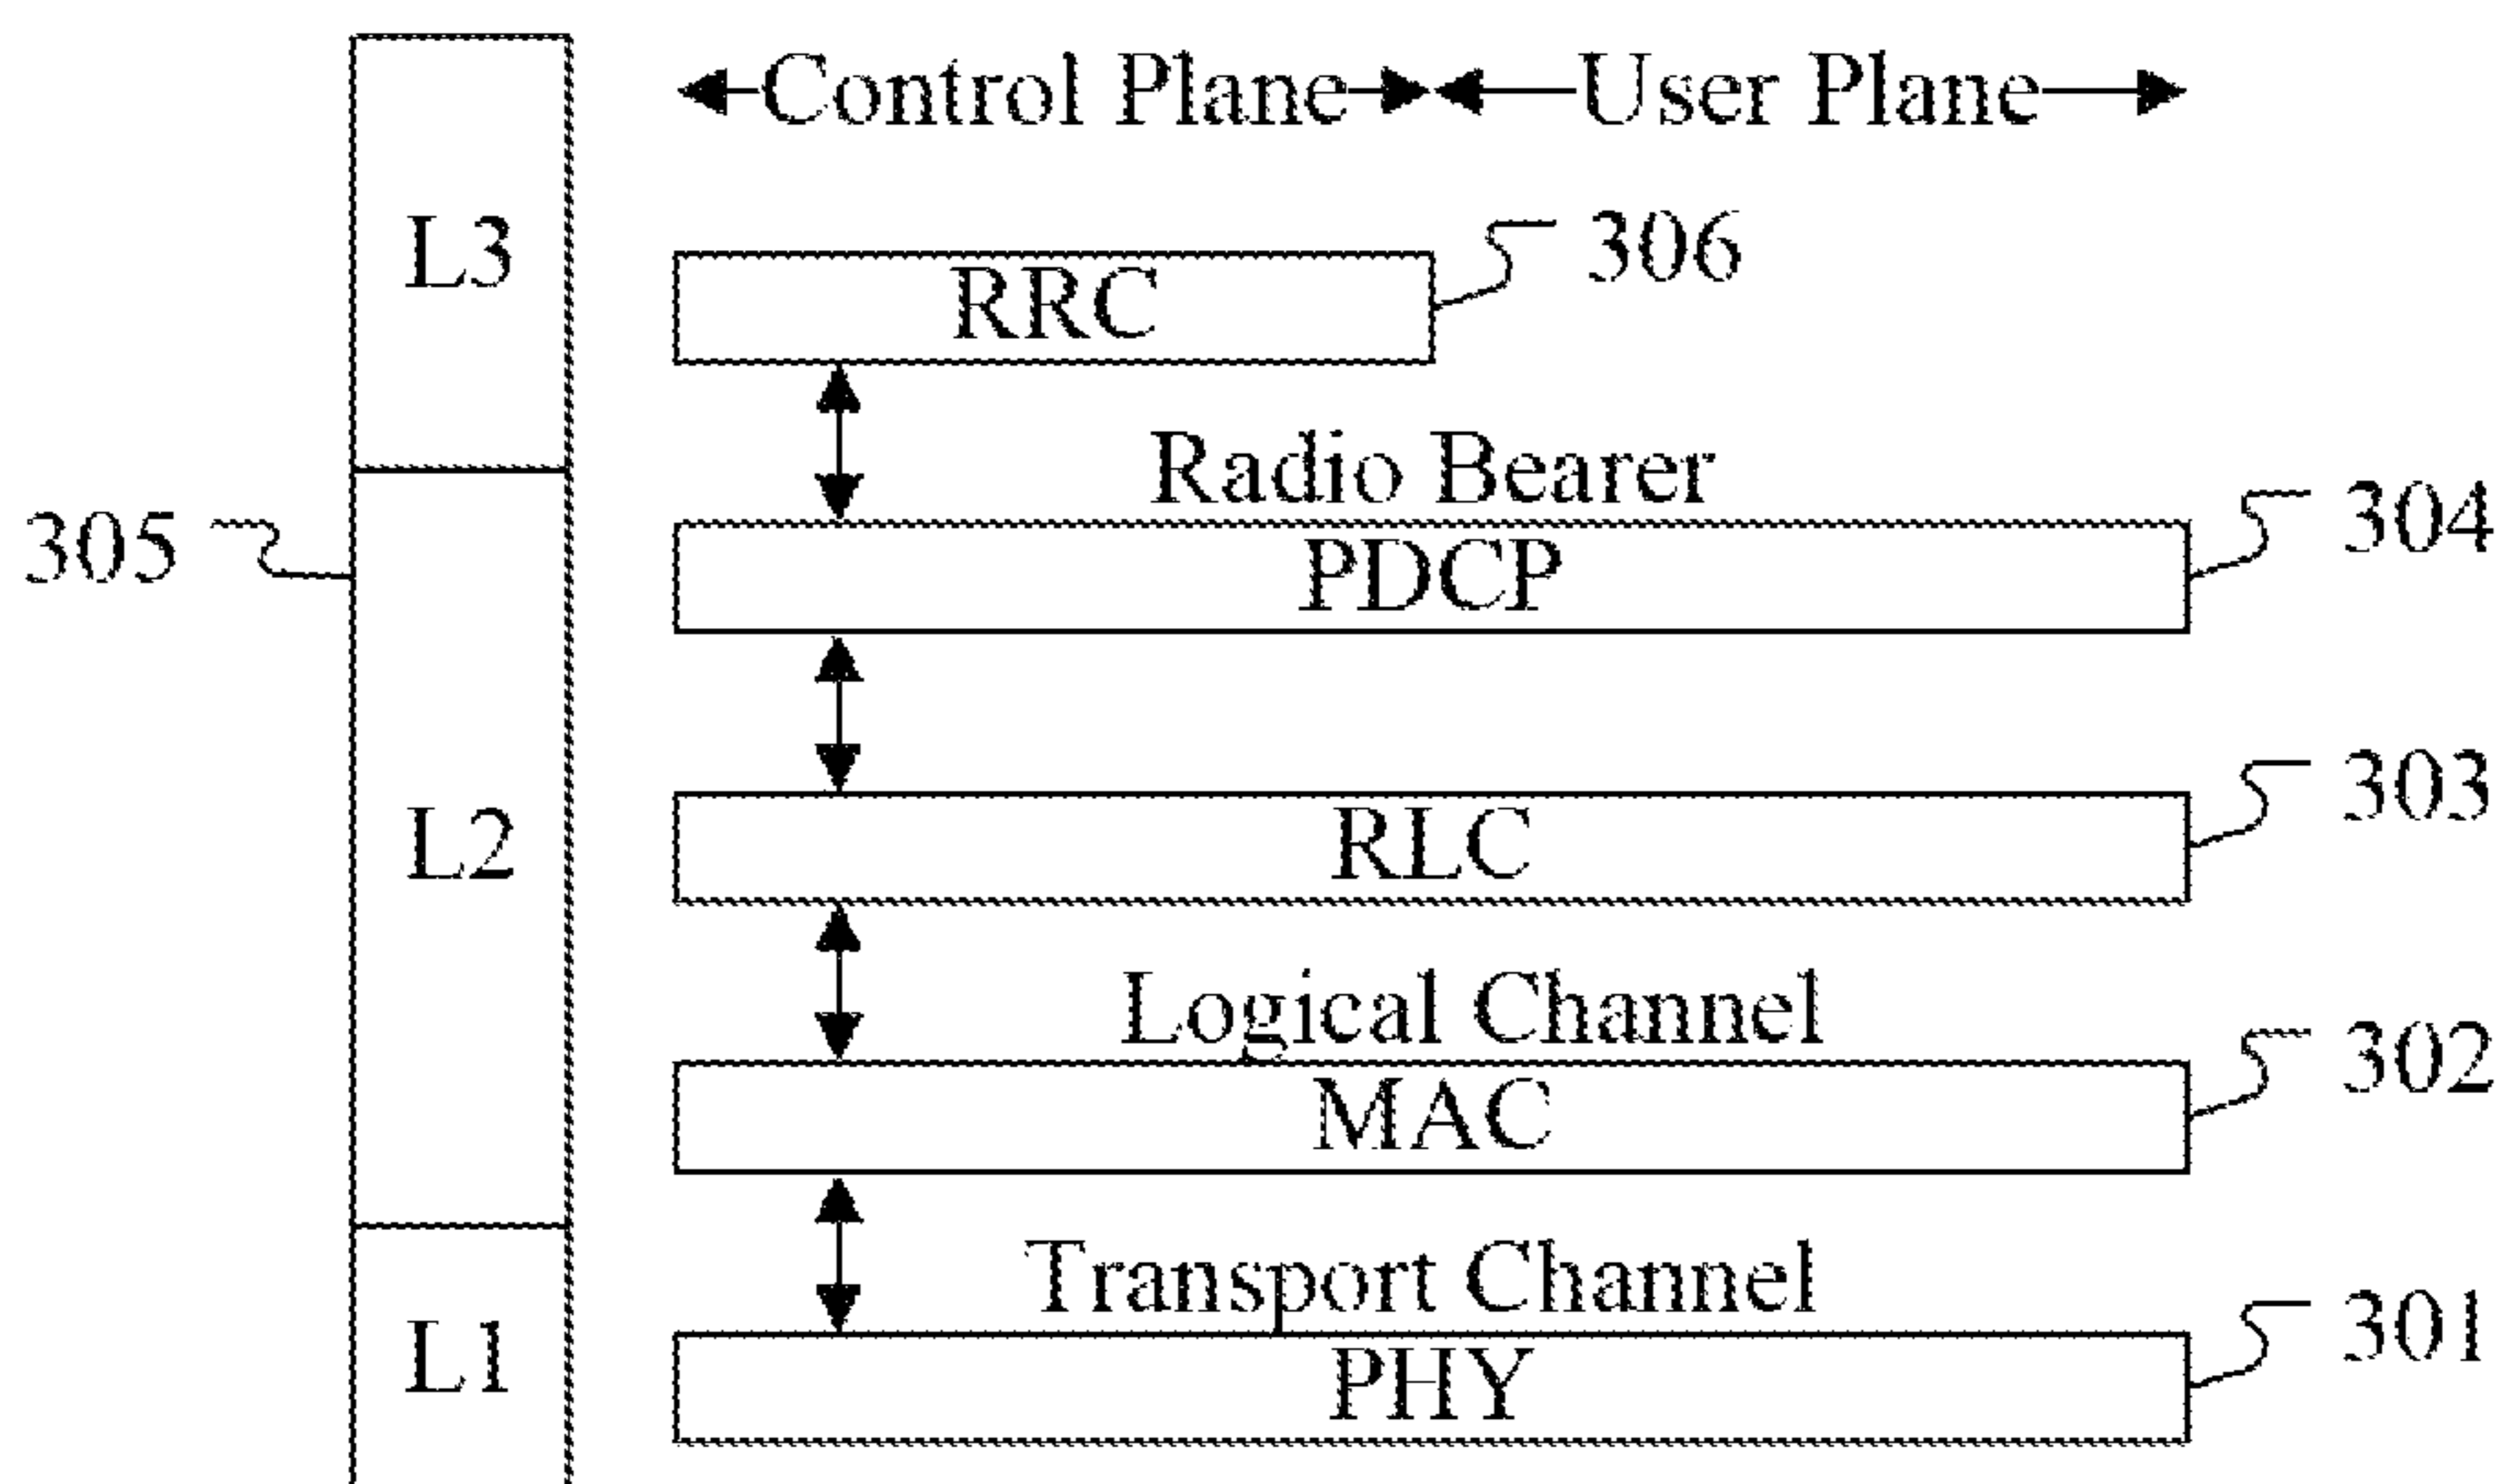 Control Plane User Plane
L3
RRC
306
Radio Bearer
305
PDCP
304
RLC
303
L2
Logical Channel
MAC
302
Transport Channel
L1
PHY
301